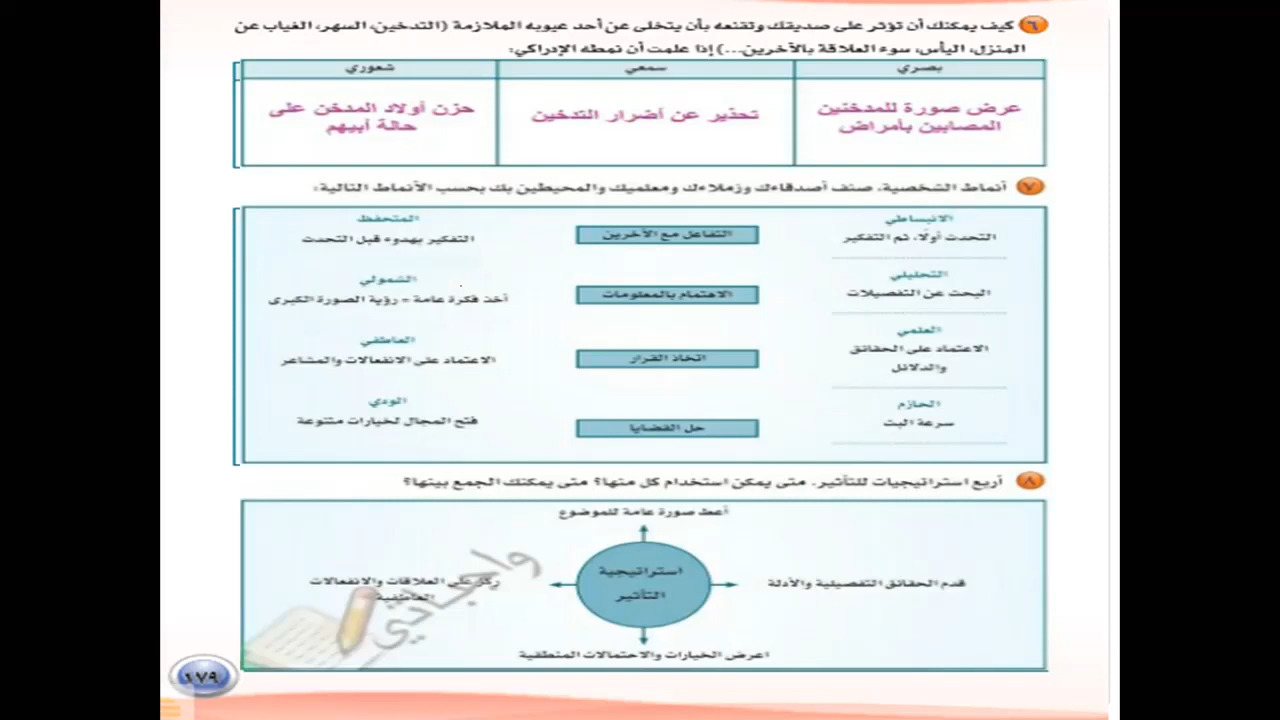 ٦ كيف يمكنك أن تؤثر على صديقك وتقنعه بأن يتخلى عن أحد عيوبه الملازمة (التدخين، السهر، الغياب عن
المنزل، اليأس، سوء العلاقة بالآخرين...) إذا علمت أن نمطه الإدراكي:
بصري
سمعي
شعوري
عرض صورة للمدخنين
المصابين بأمراض
تحذير عن أضرار التدخين
حزن أولاد المدخن على
حالة أبيهم
٧ أنماط الشخصية، صنف أصدقاءك وزملاءك ومعلميك والمحيطين بك بحسب الأنماط التالية:
الانبساطي
التحدث أولًا، ثم التفكير
التفاعل مع الآخرين
المتحفظ
التفكير بهدوء قبل التحدث
التحليلي
البحث عن التفصيلات
الاهتمام بالمعلومات
الشمولي
أخذ فكرة عامة - رؤية الصورة الكبرى
العلمي
الاعتماد على الحقائق
والدلائل
اتخاذ القرار
العاطفي
الاعتماد على الانفعالات والمشاعر
الحازم
سرعة البت
حل القضايا
الودي
فتح المجال لخيارات متنوعة
٨ أربع استراتيجيات للتأثير. متى يمكن استخدام كل منها؟ متى يمكنك الجمع بينها؟
أعط صورة عامة للموضوع
قدم الحقائق التفصيلية والأدلة
استراتيجية
التأثير
ركز على العلاقات والانفعالات
العاطفية
اعرض الخيارات والاحتمالات المنطقية
واجباتي
١٧٩